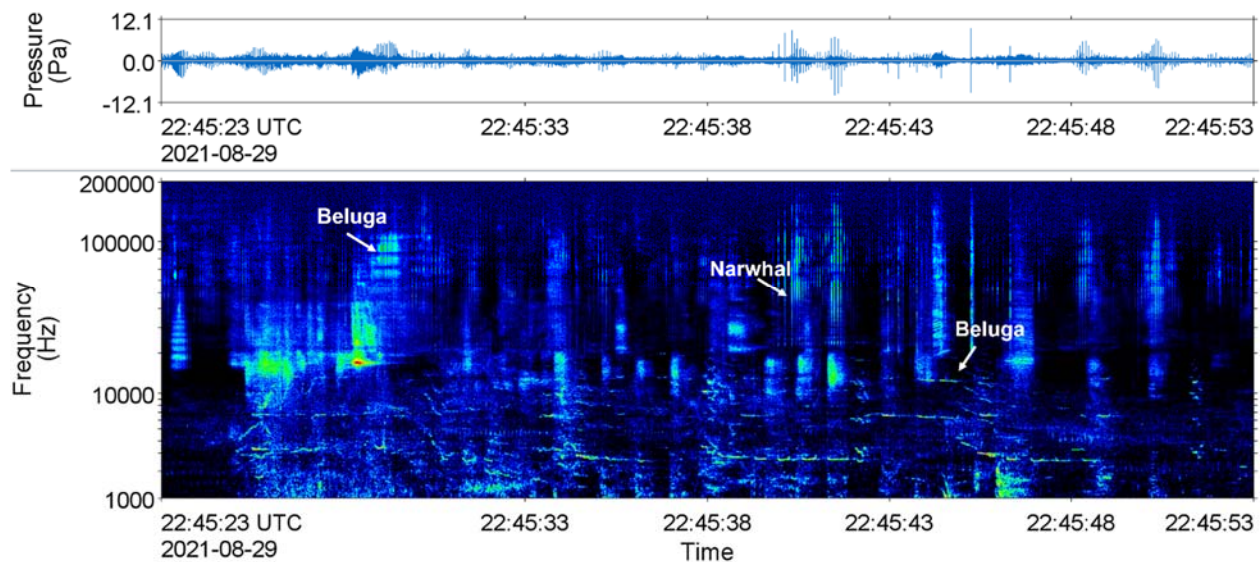 Pressure
(Pa)
12.1
0.0
-12.1
22:45:23 UTC 22:45:33 22:45:38 22:45:43 22:45:48 22:45:53
2021-08-29
Frequency
(Hz)
200000
100000
10000
1000
Beluga
Narwhal
Beluga
22:45:23 UTC 22:45:33 22:45:38 22:45:43 22:45:48 22:45:53
2021-08-29
Time